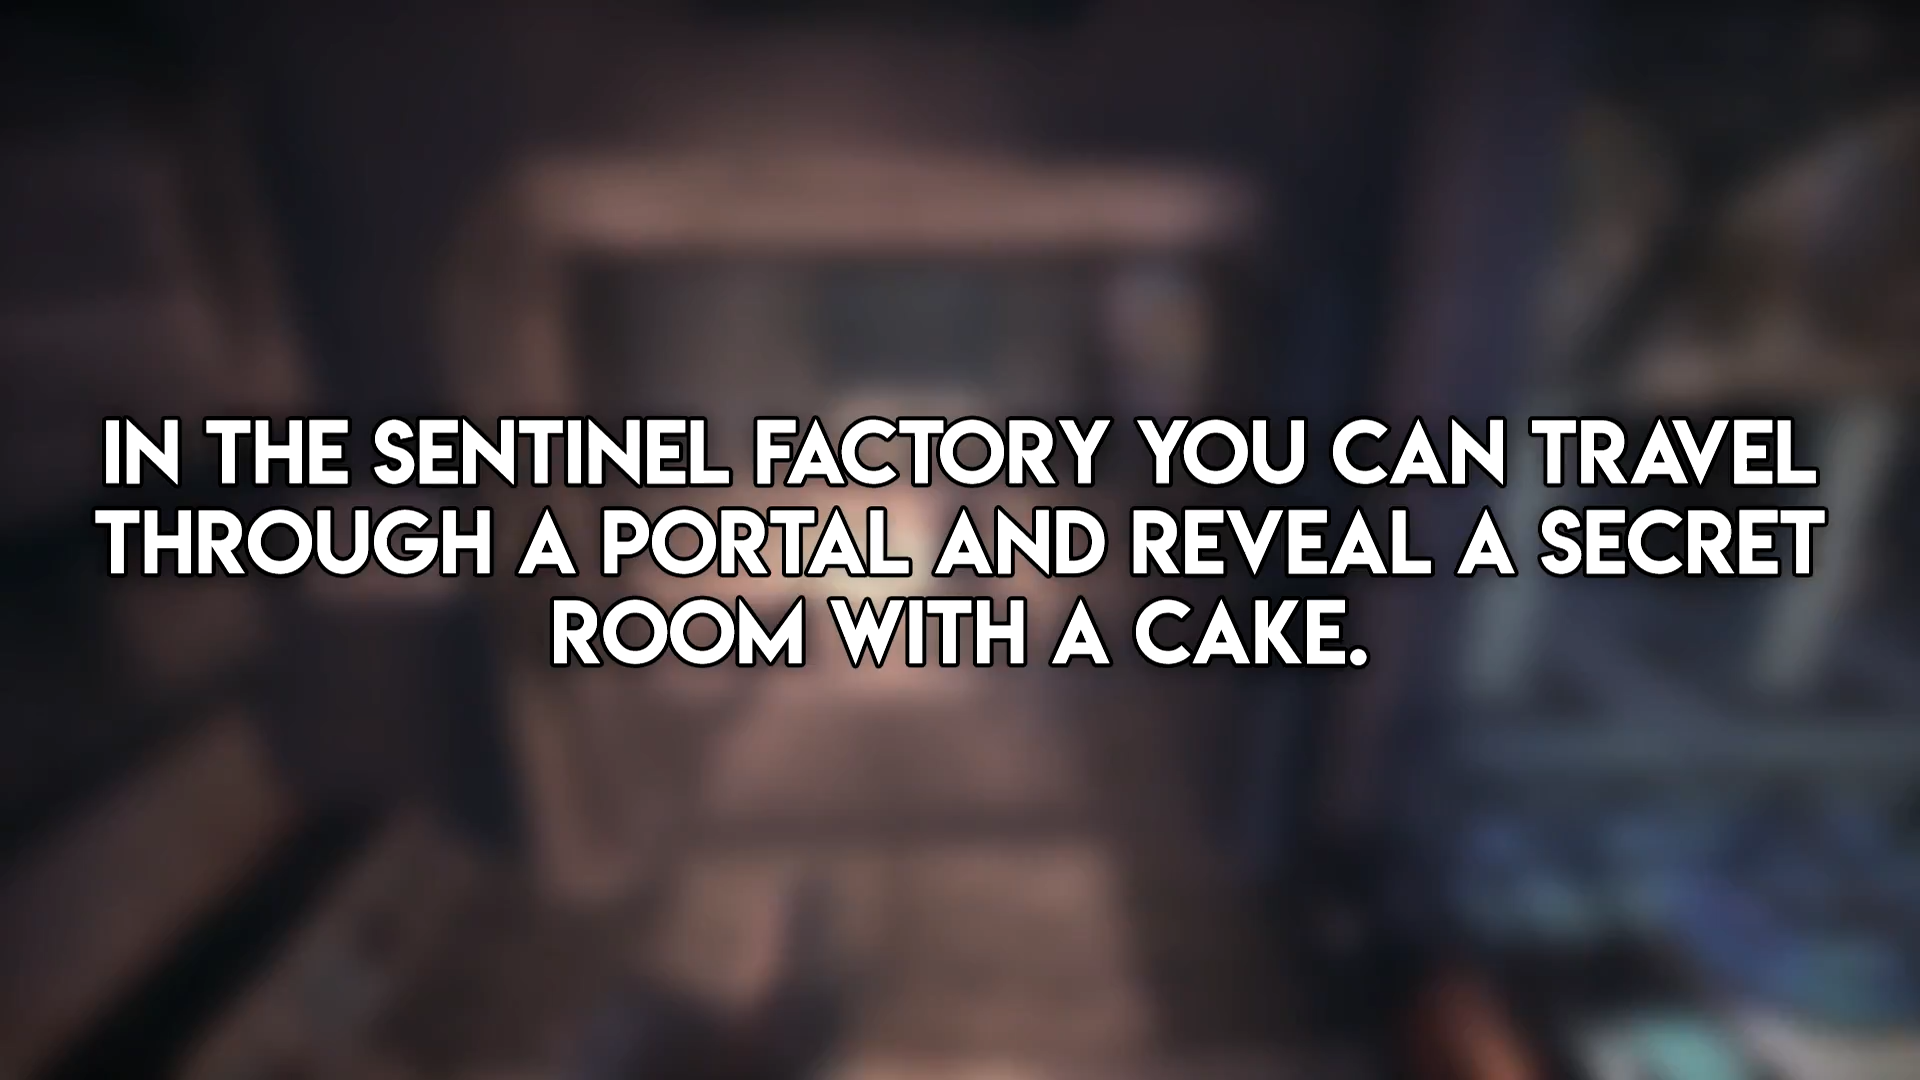 IN THE SENTINEL FACTORY YOU CAN TRAVEL
THROUGH A PORTAL AND REVEAL A SECRET
ROOM WITH A CAKE.